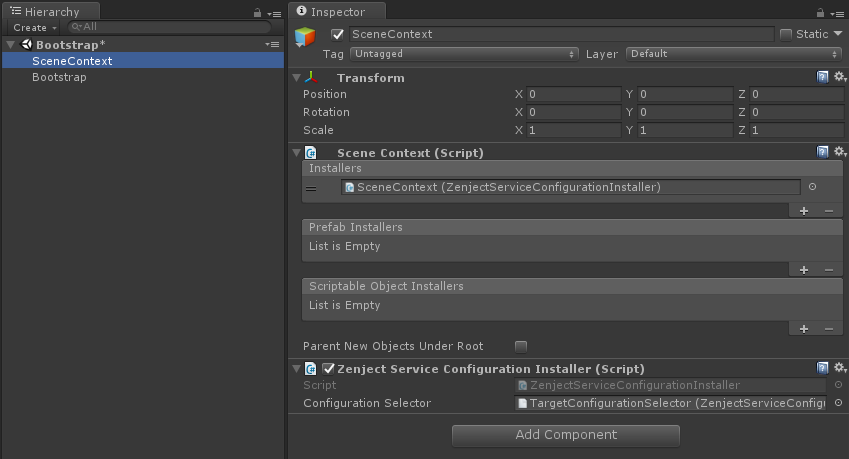 Hierarchy
Create
All
Bootstrap*
SceneContext
Bootstrap
Inspector
SceneContext
Static
Tag Untagged Layer Default
Transform
Position X 0 Y 0 Z 0
Rotation X 0 Y 0 Z 0
Scale X 1 Y 1 Z 1
Scene Context (Script)
Installers
SceneContext (ZenjectServiceConfigurationInstaller)
+ −
Prefab Installers
List is Empty
+ −
Scriptable Object Installers
List is Empty
+ −
Parent New Objects Under Root
Zenject Service Configuration Installer (Script)
Script ZenjectServiceConfigurationInstaller
Configuration Selector TargetConfigurationSelector (ZenjectServiceConfigu
Add Component